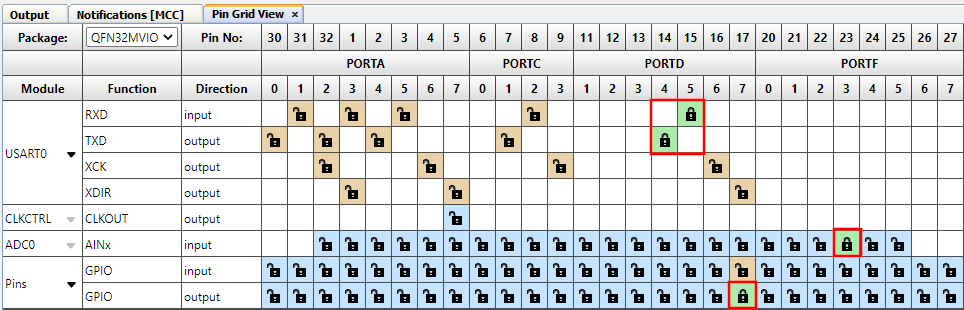 Output Notifications [MCC] Pin Grid View ×
Package: QFN32MVIO Pin No: 30 31 32 1 2 3 4 5 6 7 8 9 11 12 13 14 15 16 17 20 21 22 23 24 25 26 27
PORTA PORTC PORTD PORTF
Module Function Direction 0 1 2 3 4 5 6 7 0 1 2 3 1 2 3 4 5 6 7 0 1 2 3 4 5 6 7
RXD input
TXD output
USART0
XCK output
XDIR output
CLKCTRL CLKOUT output
ADC0 AINx input
GPIO input
Pins
GPIO output